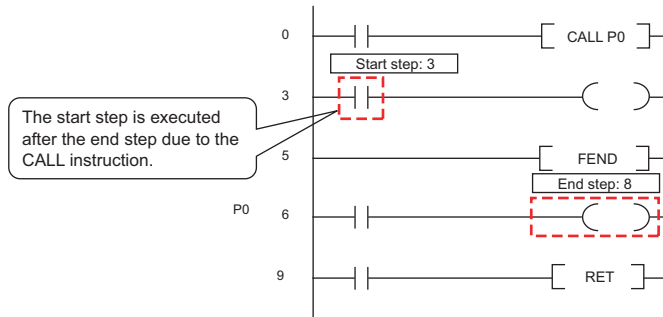 0 CALL P0
Start step: 3
3
The start step is executed
after the end step due to the
CALL instruction.
5 FEND
End step: 8
P0 6
9 RET